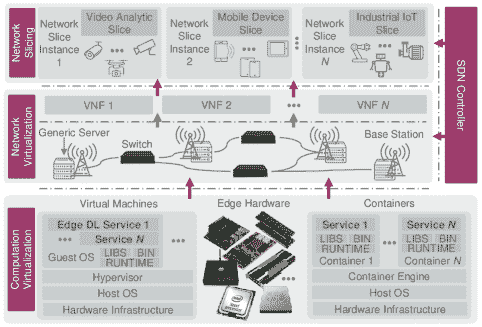 Network
Slicing
Network
Slice
Instance
1
Video Analytic
Slice
Network
Slice
Instance
2
Mobile Device
Slice
Network
Slice
Instance
N
Industrial IoT
Slice
SDN Controller
Network
Virtualization
VNF 1
VNF 2
VNF N
Generic Server
Switch
Base Station
Computation
Virtualization
Virtual Machines
Edge DL Service 1
Service N
Guest OS
LIBS BIN
RUNTIME
Hypervisor
Host OS
Hardware Infrastructure
Edge Hardware
Containers
Service 1
LIBS BIN
RUNTIME
Container 1
Service N
LIBS BIN
RUNTIME
Container N
Container Engine
Host OS
Hardware Infrastructure